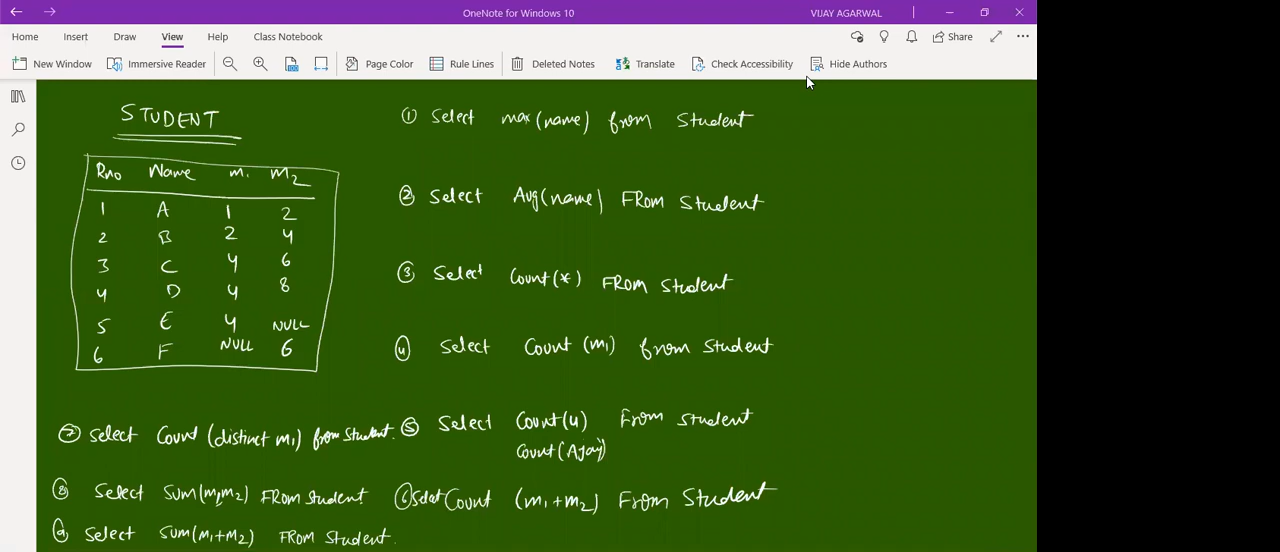 OneNote for Windows 10
VIJAY AGARWAL
Home Insert Draw View Help Class Notebook
Share
New Window Immersive Reader Page Color Rule Lines Deleted Notes Translate Check Accessibility Hide Authors
STUDENT
Rno Name m1 M2
1 A 1 2
2 B 2 4
3 C 4 6
4 D 4 8
5 E 4 NULL
6 F NULL 6
① Select max(name) from Student
② Select Avg(name) FROM Student
③ Select Count(*) FROM Student
④ Select Count (m1) from Student
⑤ Select Count(4) From Student
Count(Ajay)
⑥ Select Count (m1+m2) From Student
⑦ Select Count (distinct m1) from Student.
⑧ Select SUM(m1,m2) FROM Student.
⑨ Select SUM(m1+m2) FROM Student.